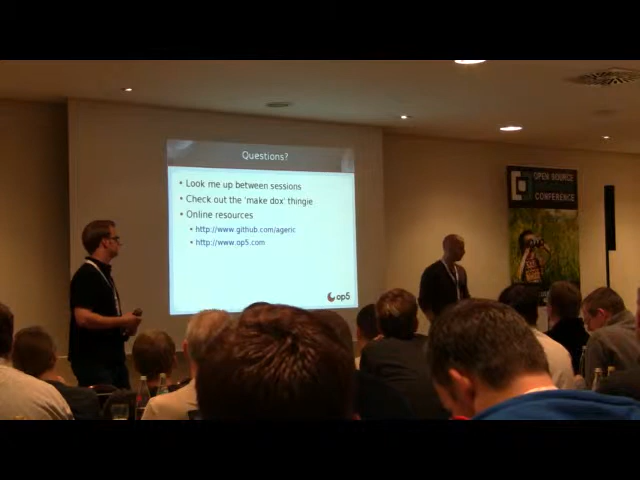 Questions?
Look me up between sessions
Check out the 'make dox' thingie
Online resources
http://www.github.com/ageric
http://www.op5.com
op5
OPEN SOURCE
CONFERENCE